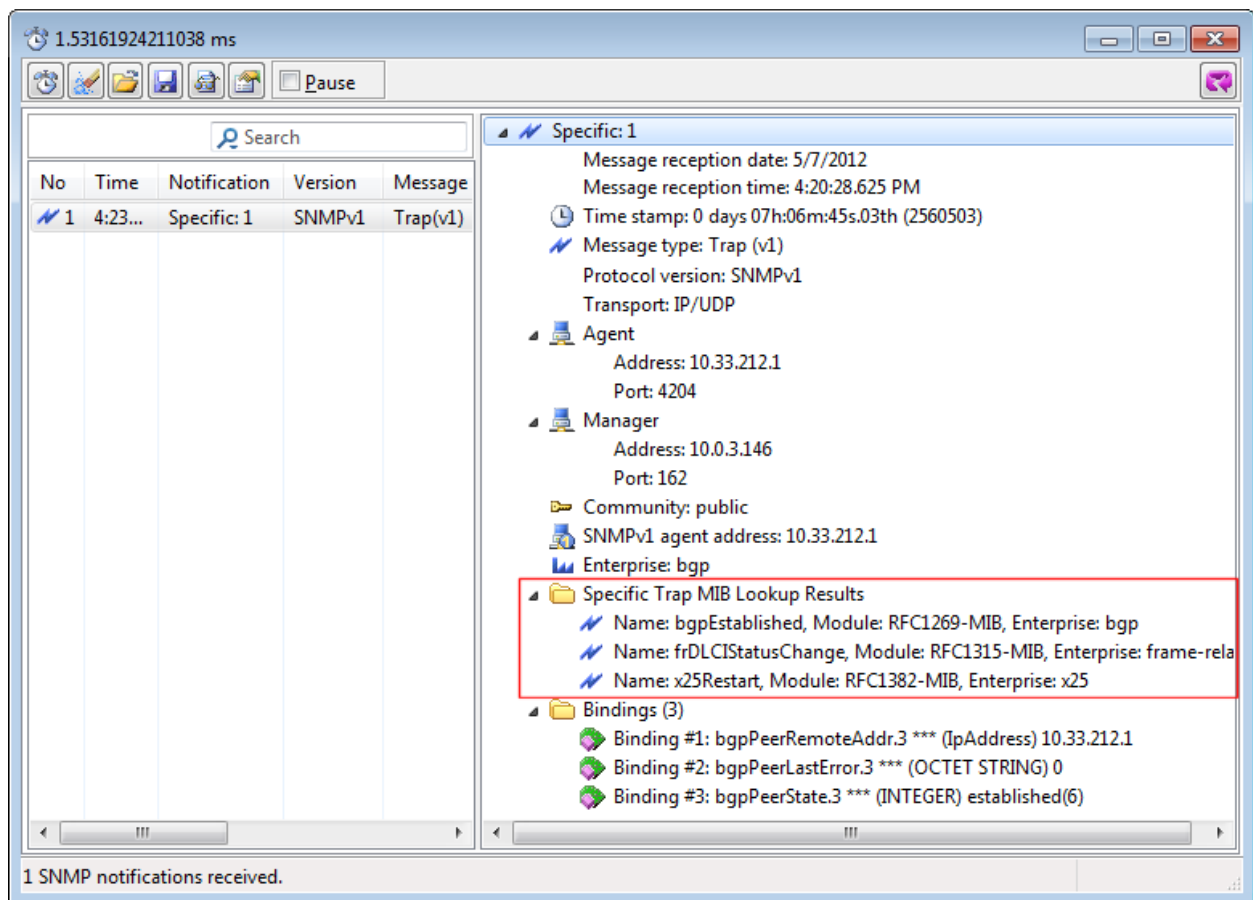 1.53161924211038 ms
Pause
Search
No Time Notification Version Message
1 4:23... Specific: 1 SNMPv1 Trap(v1)
Specific: 1
Message reception date: 5/7/2012
Message reception time: 4:20:28.625 PM
Time stamp: 0 days 07h:06m:45s.03th (2560503)
Message type: Trap (v1)
Protocol version: SNMPv1
Transport: IP/UDP
Agent
Address: 10.33.212.1
Port: 4204
Manager
Address: 10.0.3.146
Port: 162
Community: public
SNMPv1 agent address: 10.33.212.1
Enterprise: bgp
Specific Trap MIB Lookup Results
Name: bgpEstablished, Module: RFC1269-MIB, Enterprise: bgp
Name: frDLCIStatusChange, Module: RFC1315-MIB, Enterprise: frame-rela
Name: x25Restart, Module: RFC1382-MIB, Enterprise: x25
Bindings (3)
Binding #1: bgpPeerRemoteAddr.3 *** (IpAddress) 10.33.212.1
Binding #2: bgpPeerLastError.3 *** (OCTET STRING) 0
Binding #3: bgpPeerState.3 *** (INTEGER) established(6)
1 SNMP notifications received.